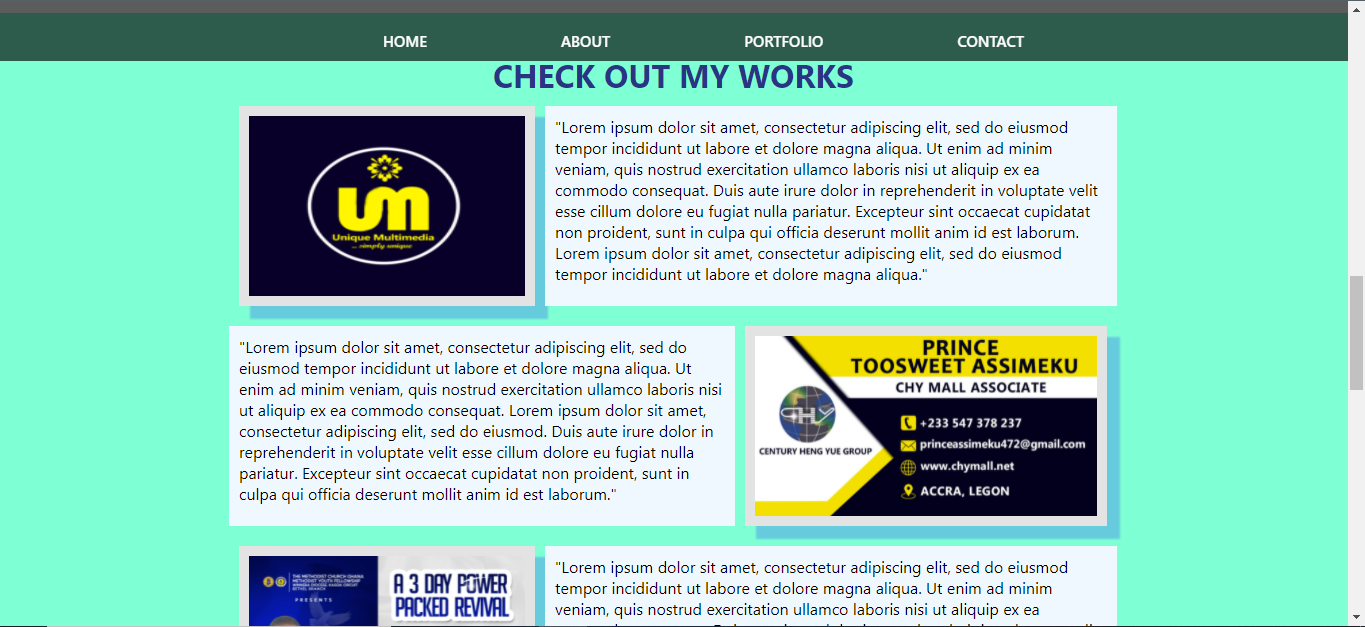 HOME ABOUT PORTFOLIO CONTACT
CHECK OUT MY WORKS
um
Unique Multimedia
... simply unique
"Lorem ipsum dolor sit amet, consectetur adipiscing elit, sed do eiusmod
tempor incididunt ut labore et dolore magna aliqua. Ut enim ad minim
veniam, quis nostrud exercitation ullamco laboris nisi ut aliquip ex ea
commodo consequat. Duis aute irure dolor in reprehenderit in voluptate velit
esse cillum dolore eu fugiat nulla pariatur. Excepteur sint occaecat cupidatat
non proident, sunt in culpa qui officia deserunt mollit anim id est laborum.
Lorem ipsum dolor sit amet, consectetur adipiscing elit, sed do eiusmod
tempor incididunt ut labore et dolore magna aliqua."
"Lorem ipsum dolor sit amet, consectetur adipiscing elit, sed do
eiusmod tempor incididunt ut labore et dolore magna aliqua. Ut
enim ad minim veniam, quis nostrud exercitation ullamco laboris nisi
ut aliquip ex ea commodo consequat. Lorem ipsum dolor sit amet,
consectetur adipiscing elit, sed do eiusmod. Duis aute irure dolor in
reprehenderit in voluptate velit esse cillum dolore eu fugiat nulla
pariatur. Excepteur sint occaecat cupidatat non proident, sunt in
culpa qui officia deserunt mollit anim id est laborum."
PRINCE
TOOSWEET ASSIMEKU
CHY MALL ASSOCIATE
CHY
CENTURY HENG YUE GROUP
+233 547 378 237
princeassimeku472@gmail.com
www.chymall.net
ACCRA, LEGON
THE METHODIST CHURCH GHANA
METHODIST YOUTH FELLOWSHIP
PRESENTS
A 3 DAY POWER
PACKED REVIVAL
"Lorem ipsum dolor sit amet, consectetur adipiscing elit, sed do eiusmod
tempor incididunt ut labore et dolore magna aliqua. Ut enim ad minim
veniam, quis nostrud exercitation ullamco laboris nisi ut aliquip ex ea